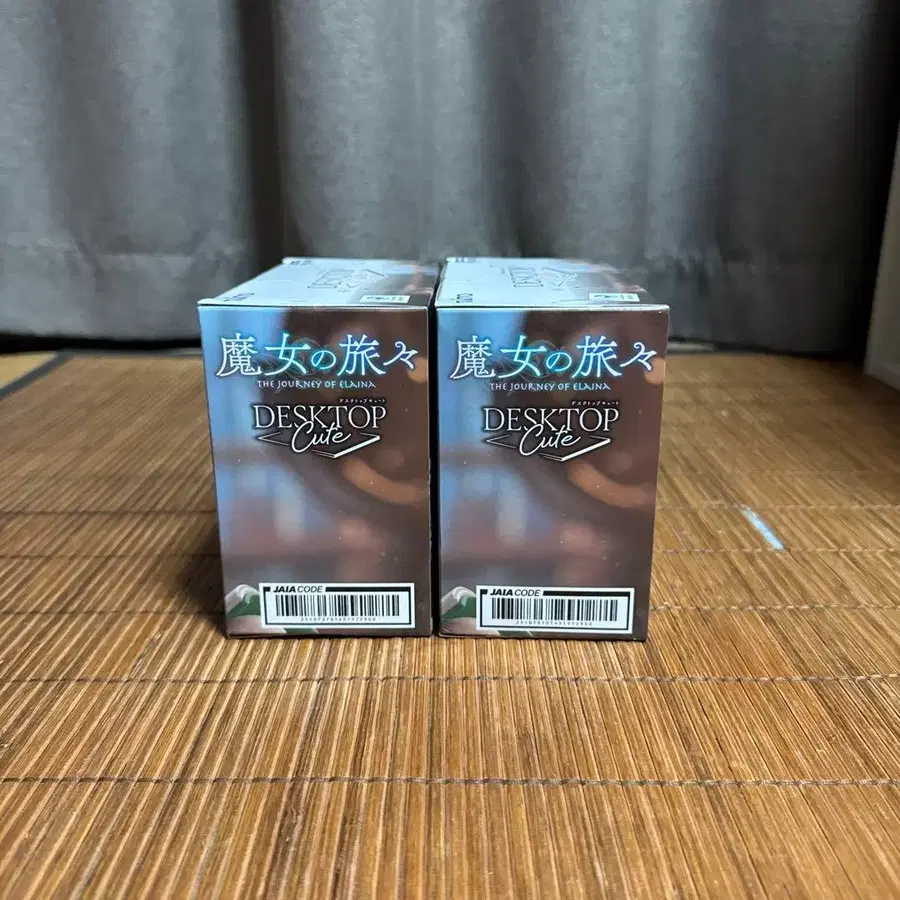 魔女の旅々
THE JOURNEY OF ELAINA
デスクトップキュート
DESKTOP
Cute
JAIA CODE
魔女の旅々
THE JOURNEY OF ELAINA
デスクトップキュート
DESKTOP
Cute
JAIA CODE